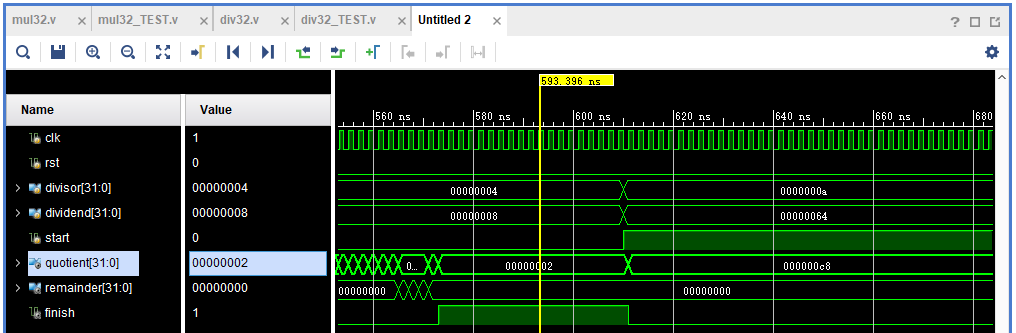 mul32.v × mul32_TEST.v × div32.v × div32_TEST.v × Untitled 2 × ?
593.396 ns
Name Value 560 ns 580 ns 600 ns 620 ns 640 ns 660 ns 680
clk 1
rst 0
divisor[31:0] 00000004 00000004 0000000a
dividend[31:0] 00000008 00000008 00000064
start 0
quotient[31:0] 00000002 0... 00000002 000000c8
remainder[31:0] 00000000 00000000 00000000
finish 1